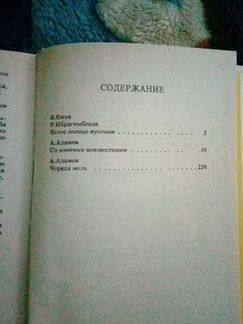 СОДЕРЖАНИЕ
В.Ежов
Р.Ибрагимбеков
Белое солнце пустыни . . . . . . . . . . . . 5
А.Адамов
Со многими неизвестными . . . . . . . . . 49
А.Адамов
Черная моль . . . . . . . . . . . . . . . . . 239